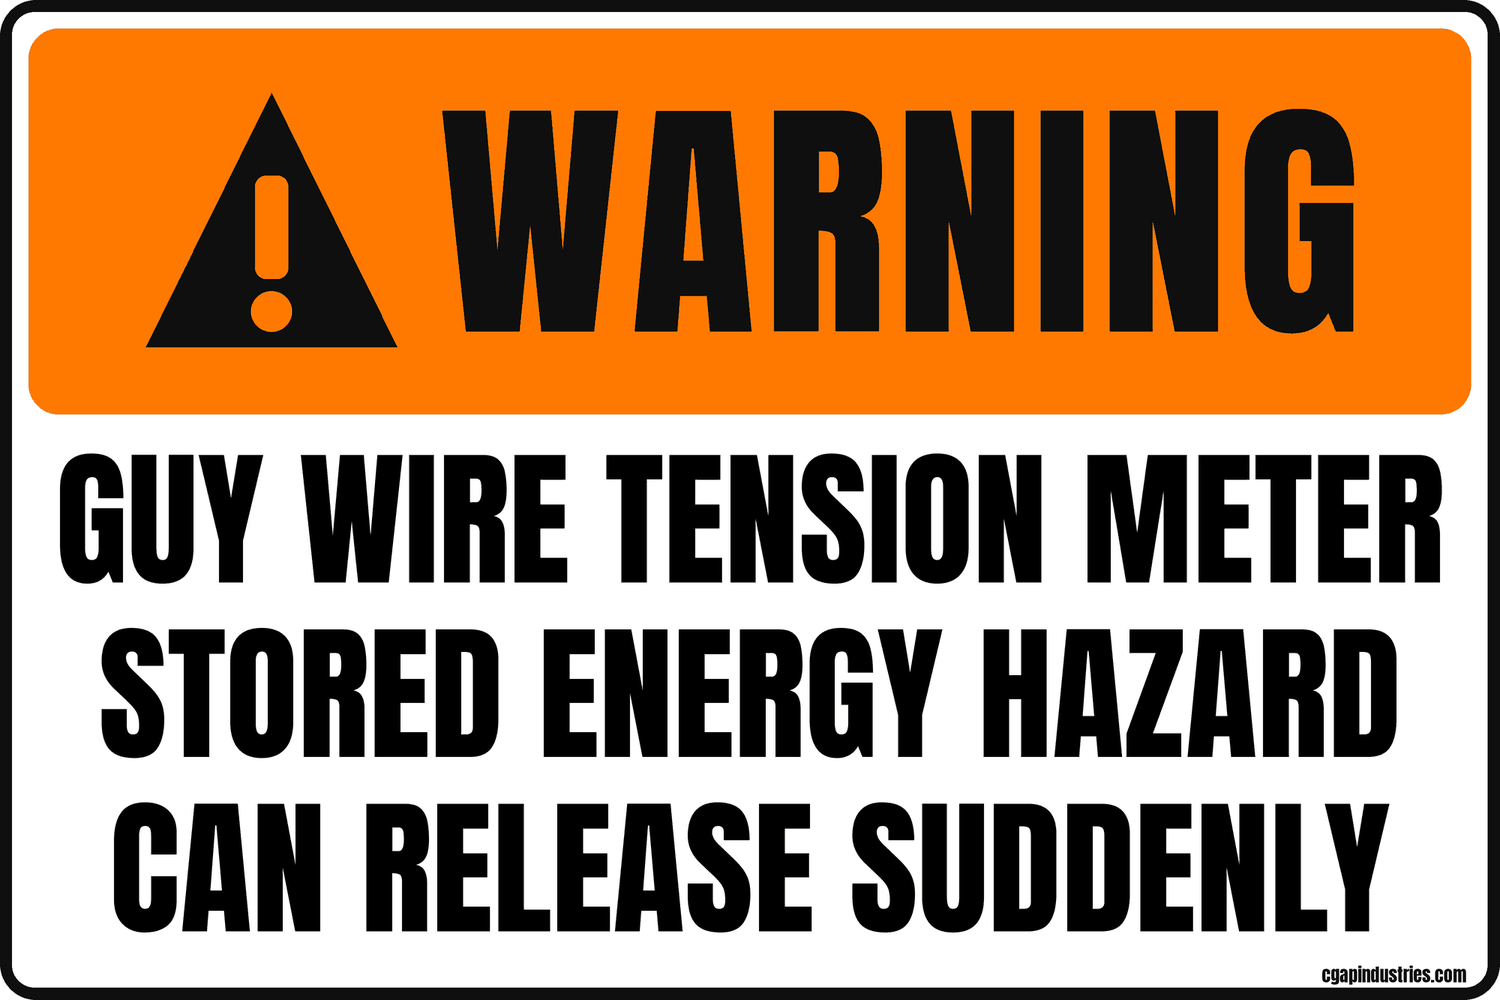 WARNING
GUY WIRE TENSION METER
STORED ENERGY HAZARD
CAN RELEASE SUDDENLY
cgapindustries.com